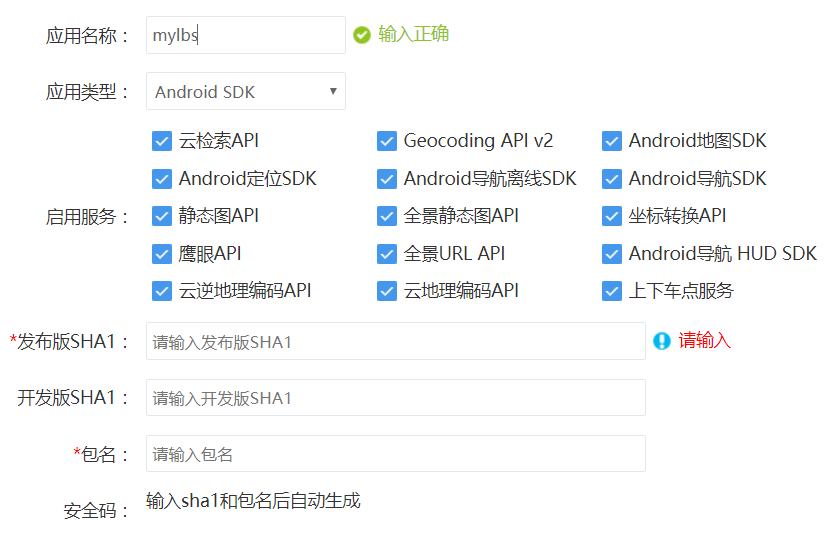 应用名称： mylbs 输入正确
应用类型： Android SDK
云检索API Geocoding API v2 Android地图SDK
Android定位SDK Android导航离线SDK Android导航SDK
启用服务： 静态图API 全景静态图API 坐标转换API
鹰眼API 全景URL API Android导航 HUD SDK
云逆地理编码API 云地理编码API 上下车点服务
*发布版SHA1： 请输入发布版SHA1 请输入
开发版SHA1： 请输入开发版SHA1
*包名： 请输入包名
安全码： 输入sha1和包名后自动生成